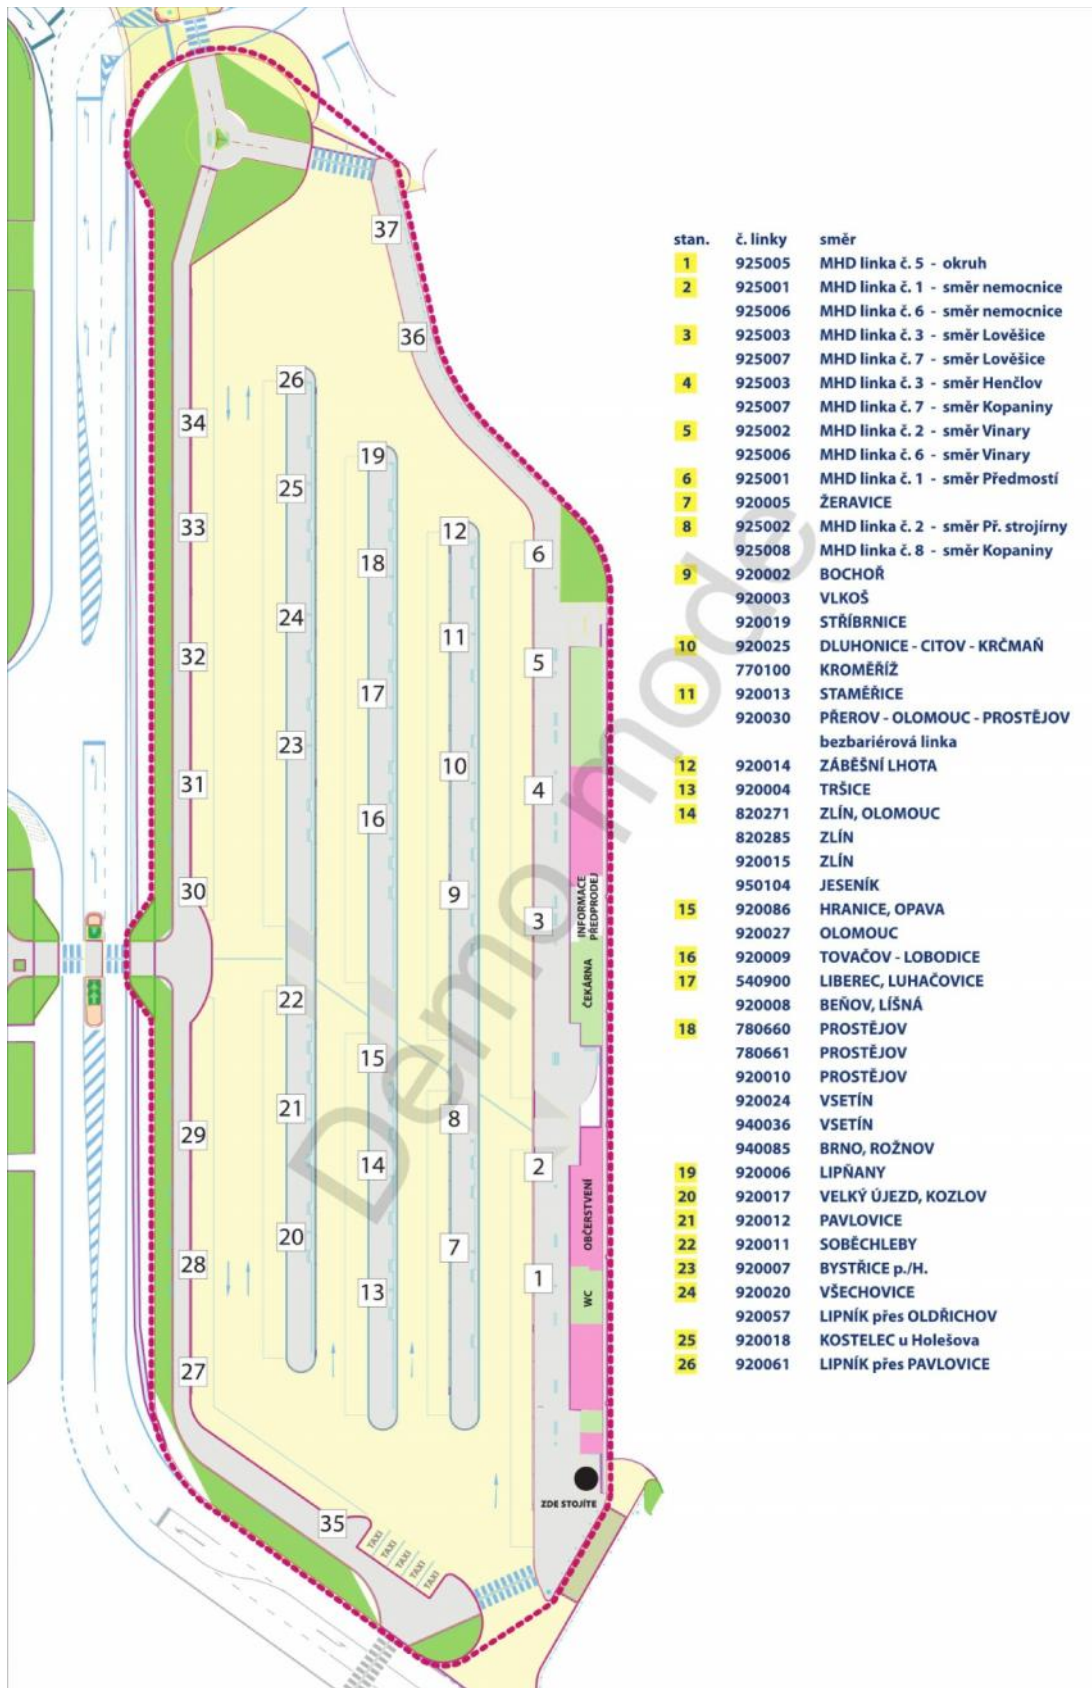 stan. č. linky směr
1 925005 MHD linka č. 5 - okruh
2 925001 MHD linka č. 1 - směr nemocnice
925006 MHD linka č. 6 - směr nemocnice
3 925003 MHD linka č. 3 - směr Lověšice
925007 MHD linka č. 7 - směr Lověšice
4 925003 MHD linka č. 3 - směr Henčlov
925007 MHD linka č. 7 - směr Kopaniny
5 925002 MHD linka č. 2 - směr Vinary
925006 MHD linka č. 6 - směr Vinary
6 925001 MHD linka č. 1 - směr Předmostí
7 920005 ŽERAVICE
8 925002 MHD linka č. 2 - směr Př. strojírny
925008 MHD linka č. 8 - směr Kopaniny
9 920002 BOCHOŘ
920003 VLKOŠ
920019 STŘÍBRNICE
10 920025 DLUHONICE - CITOV - KRČMAŇ
770100 KROMĚŘÍŽ
11 920013 STAMĚŘICE
920030 PŘEROV - OLOMOUC - PROSTĚJOV
bezbariérová linka
12 920014 ZÁBĚŠNÍ LHOTA
13 920004 TRŠICE
14 820271 ZLÍN, OLOMOUC
820285 ZLÍN
920015 ZLÍN
950104 JESENÍK
15 920086 HRANICE, OPAVA
920027 OLOMOUC
16 920009 TOVAČOV - LOBODICE
17 540900 LIBEREC, LUHAČOVICE
920008 BEŇOV, LÍŠNÁ
18 780660 PROSTĚJOV
780661 PROSTĚJOV
920010 PROSTĚJOV
920024 VSETÍN
940036 VSETÍN
940085 BRNO, ROŽNOV
19 920006 LIPŇANY
20 920017 VELKÝ ÚJEZD, KOZLOV
21 920012 PAVLOVICE
22 920011 SOBĚCHLEBY
23 920007 BYSTŘICE p./H.
24 920020 VŠECHOVICE
920057 LIPNÍK přes OLDŘICHOV
25 920018 KOSTELEC u Holešova
26 920061 LIPNÍK přes PAVLOVICE
37
36
26
34
19
25
33
12
6
18
24
11
32
5
17
23
10
31
4
16
30
9
3
INFORMACE
PŘEDPRODEJ
ČEKÁRNA
22
15
21
8
29
14
2
OBČERSTVENÍ
20
7
28
1
13
WC
27
ZDE STOJÍTE
35
TAXI
TAXI
TAXI
TAXI
TAXI
Demo mode